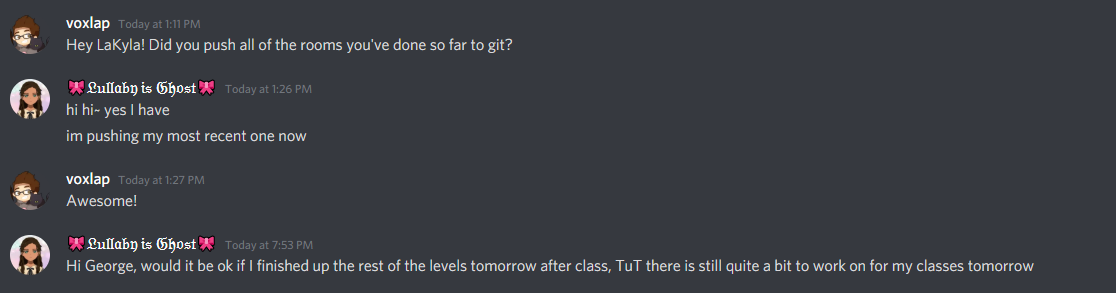 voxlap Today at 1:11 PM
Hey LaKyla! Did you push all of the rooms you've done so far to git?
🎀𝕷𝖚𝖑𝖑𝖆𝖇𝖞 𝖎𝖘 𝕲𝖍𝖔𝖘𝖙🎀 Today at 1:26 PM
hi hi~ yes I have
im pushing my most recent one now
voxlap Today at 1:27 PM
Awesome!
🎀𝕷𝖚𝖑𝖑𝖆𝖇𝖞 𝖎𝖘 𝕲𝖍𝖔𝖘𝖙🎀 Today at 7:53 PM
Hi George, would it be ok if I finished up the rest of the levels tomorrow after class, TuT there is still quite a bit to work on for my classes tomorrow